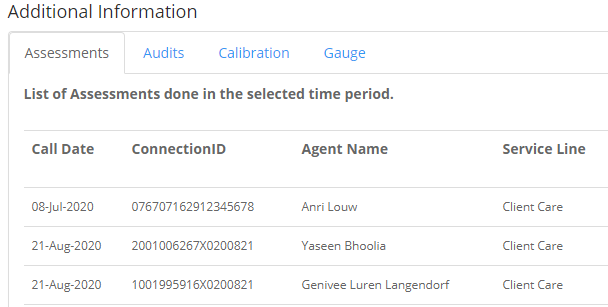 Additional Information
Assessments Audits Calibration Gauge
List of Assessments done in the selected time period.
Call Date ConnectionID Agent Name Service Line
08-Jul-2020 076707162912345678 Anri Louw Client Care
21-Aug-2020 2001006267X0200821 Yaseen Bhoolia Client Care
21-Aug-2020 1001995916X0200821 Genivee Luren Langendorf Client Care